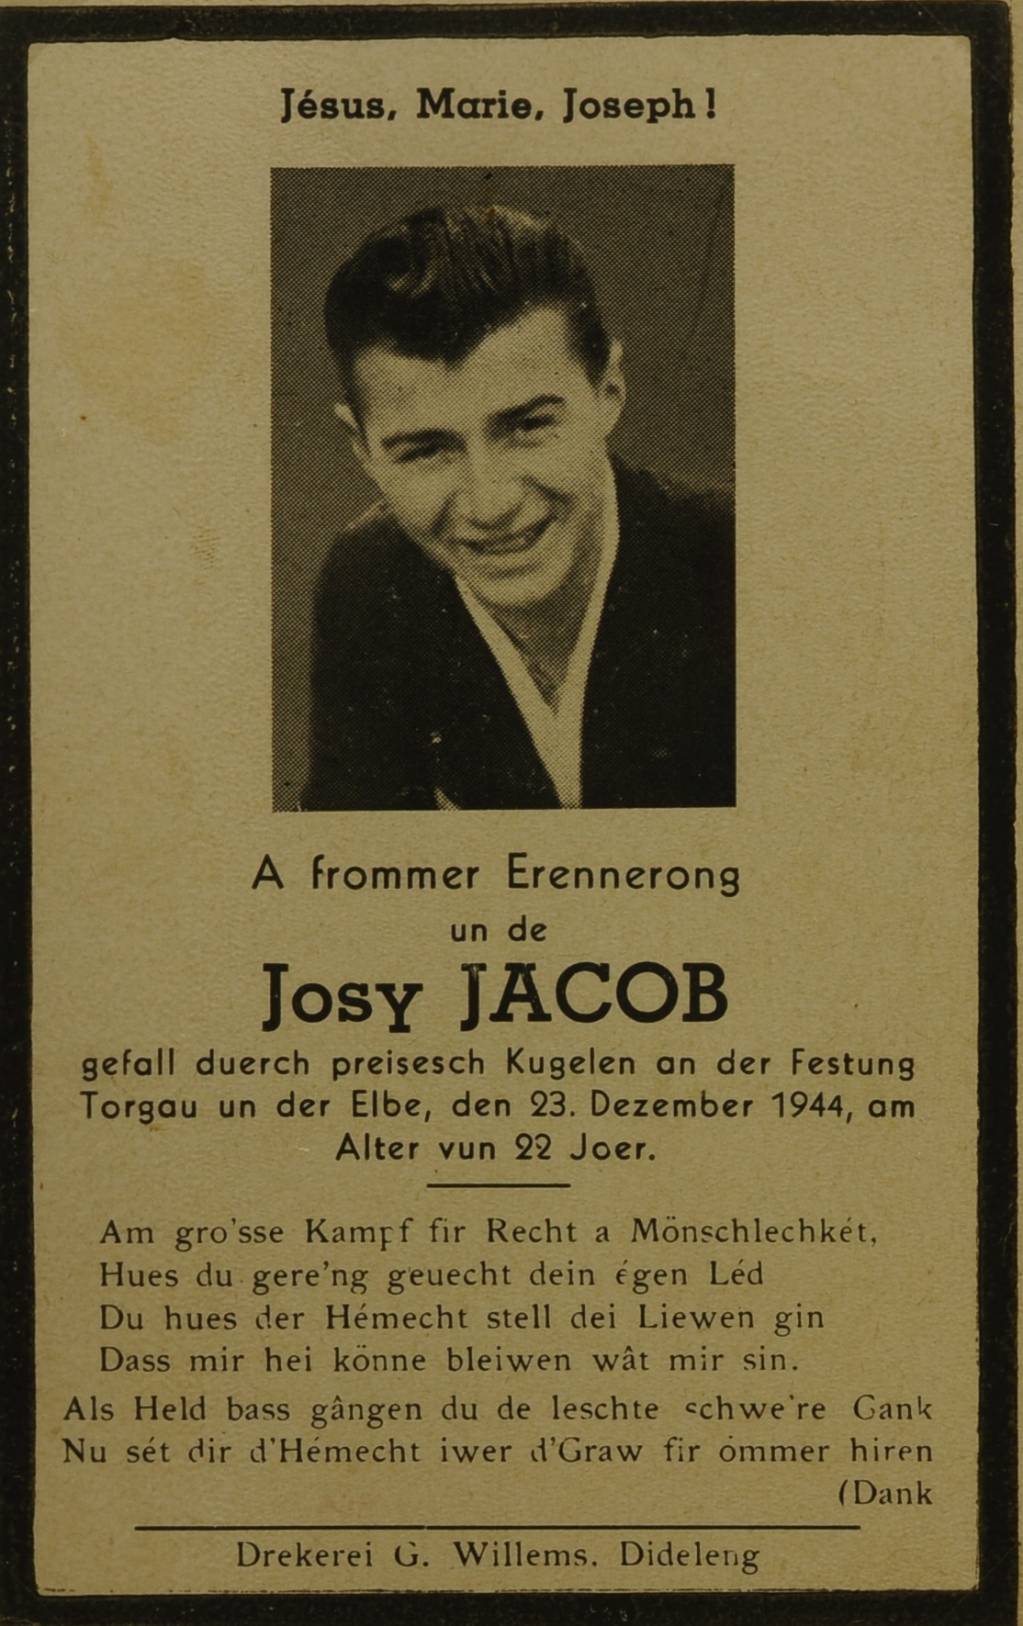 Jésus, Marie, Joseph!
A frommer Erennerong
un de
Josy JACOB
gefall duerch preisesch Kugelen an der Festung
Torgau un der Elbe, den 23. Dezember 1944, am
Alter vun 22 Joer.
Am gro'sse Kampf fir Recht a Mönschlechkét,
Hues du gere'ng geuecht dein égen Léd
Du hues der Hémecht stell dei Liewen gin
Dass mir hei könne bleiwen wât mir sin.
Als Held bass gângen du de leschte schwe're Gank
Nu sét dir d'Hémecht iwer d'Graw fir ömmer hiren
(Dank
Drekerei G. Willems. Dideleng